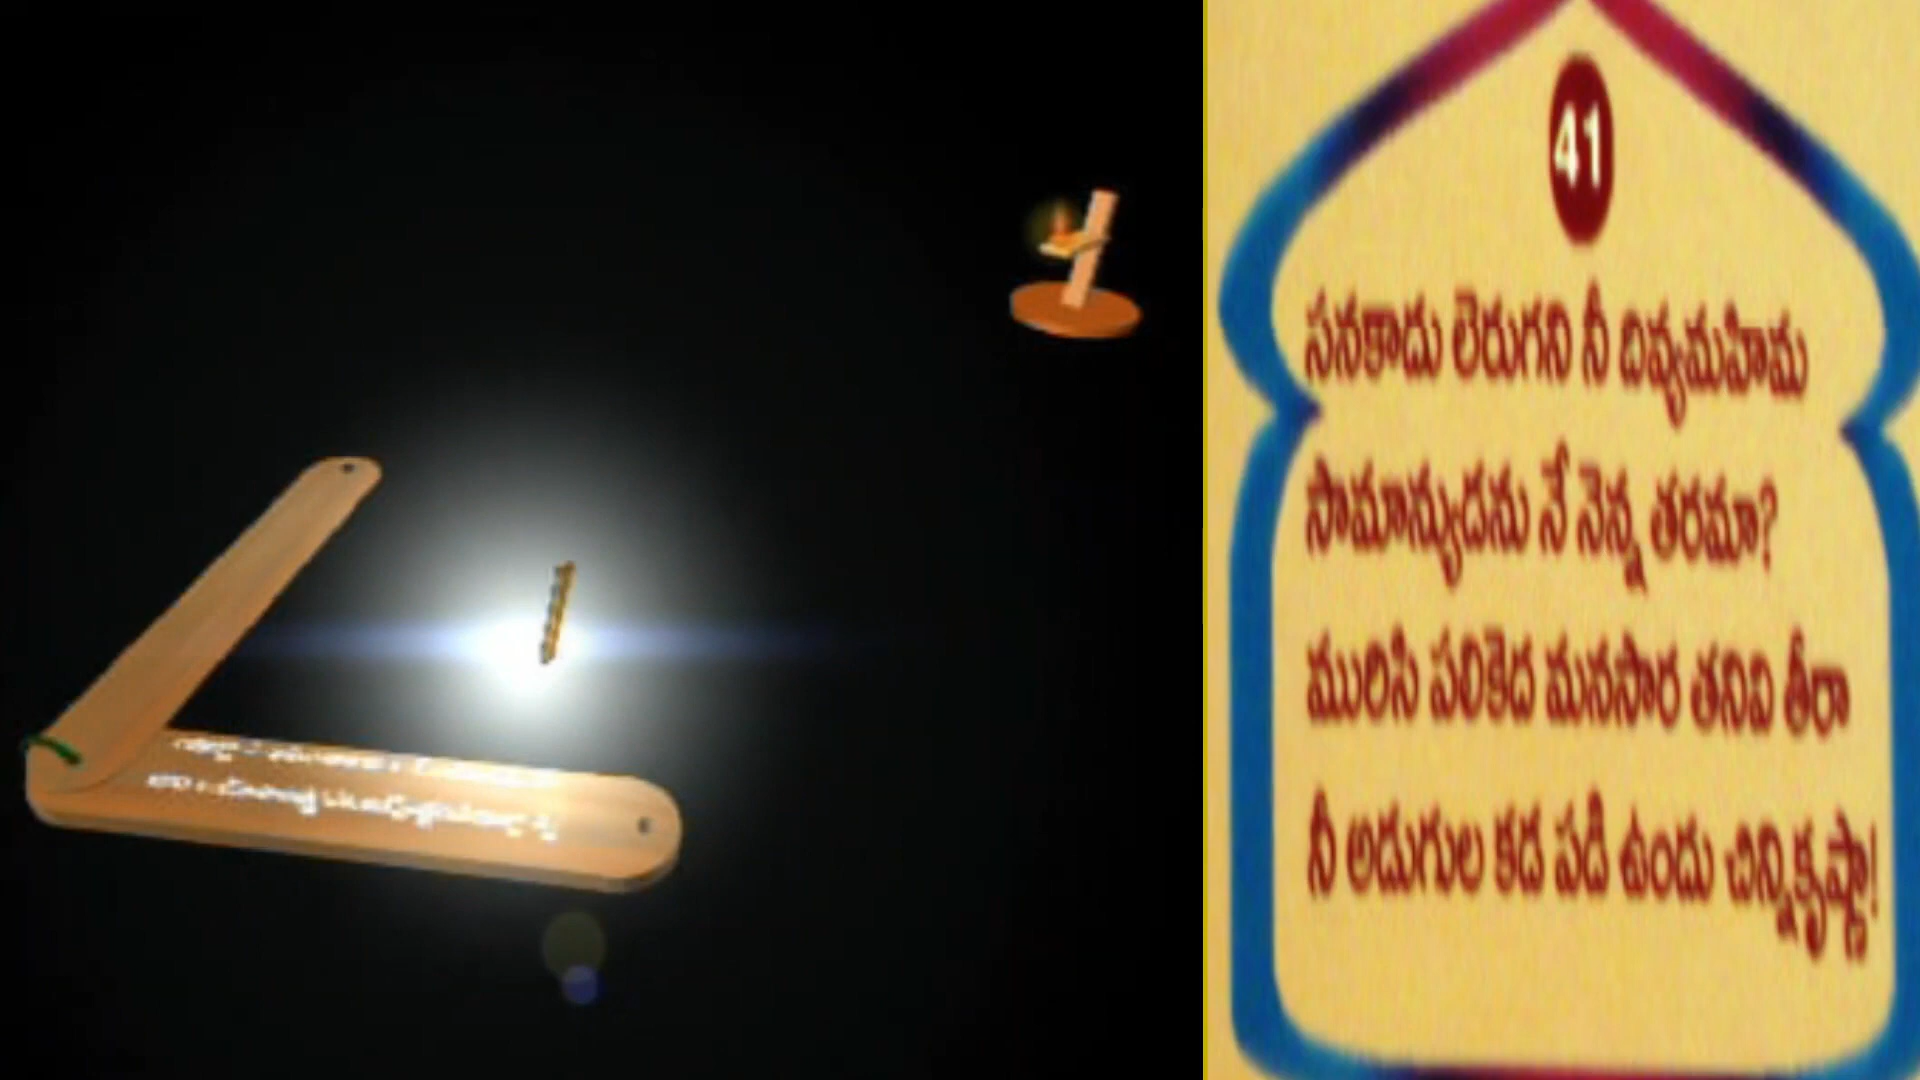 41
సనకాదు లెరుగని నీ దివ్యమహిమ
సామాన్యుడను నే నెన్న తరమా?
మురిసి పలికెద మనసార తనివి తీరా
నీ అడుగుల కడ పడి ఉందు చిన్నికృష్ణా!